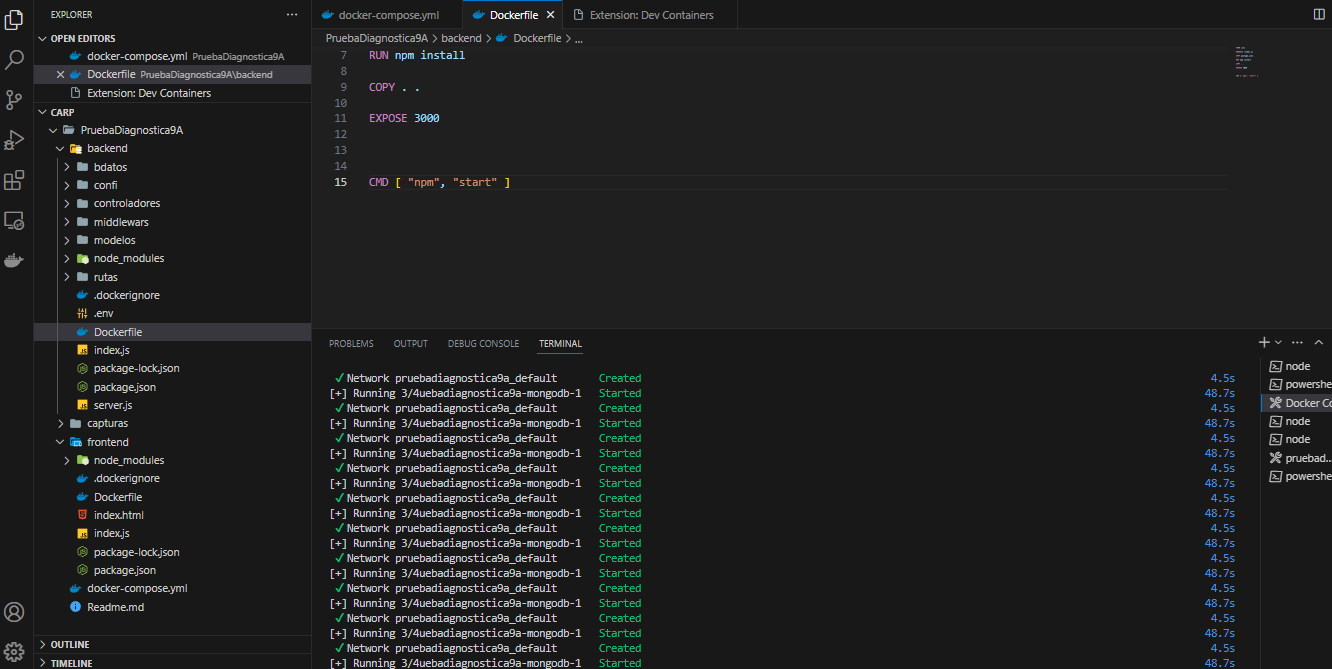 EXPLORER
OPEN EDITORS
docker-compose.yml PruebaDiagnostica9A
Dockerfile PruebaDiagnostica9A\backend
Extension: Dev Containers
CARP
PruebaDiagnostica9A
backend
bdatos
confi
controladores
middlewars
modelos
node_modules
rutas
.dockerignore
.env
Dockerfile
index.js
package-lock.json
package.json
server.js
capturas
frontend
node_modules
.dockerignore
Dockerfile
index.html
index.js
package-lock.json
package.json
docker-compose.yml
Readme.md
OUTLINE
TIMELINE
docker-compose.yml Dockerfile Extension: Dev Containers
PruebaDiagnostica9A > backend > Dockerfile > ...
7 RUN npm install
8
9 COPY . .
10
11 EXPOSE 3000
12
13
14
15 CMD [ "npm", "start" ]
PROBLEMS OUTPUT DEBUG CONSOLE TERMINAL
✓Network pruebadiagnostica9a_default Created 4.5s
[+] Running 3/4uebadiagnostica9a-mongodb-1 Started 48.7s
✓Network pruebadiagnostica9a_default Created 4.5s
[+] Running 3/4uebadiagnostica9a-mongodb-1 Started 48.7s
✓Network pruebadiagnostica9a_default Created 4.5s
[+] Running 3/4uebadiagnostica9a-mongodb-1 Started 48.7s
✓Network pruebadiagnostica9a_default Created 4.5s
[+] Running 3/4uebadiagnostica9a-mongodb-1 Started 48.7s
✓Network pruebadiagnostica9a_default Created 4.5s
[+] Running 3/4uebadiagnostica9a-mongodb-1 Started 48.7s
✓Network pruebadiagnostica9a_default Created 4.5s
[+] Running 3/4uebadiagnostica9a-mongodb-1 Started 48.7s
✓Network pruebadiagnostica9a_default Created 4.5s
[+] Running 3/4uebadiagnostica9a-mongodb-1 Started 48.7s
✓Network pruebadiagnostica9a_default Created 4.5s
[+] Running 3/4uebadiagnostica9a-mongodb-1 Started 48.7s
✓Network pruebadiagnostica9a_default Created 4.5s
[+] Running 3/4uebadiagnostica9a-mongodb-1 Started 48.7s
✓Network pruebadiagnostica9a_default Created 4.5s
[+] Running 3/4uebadiagnostica9a-mongodb-1 Started 48.7s
node
powershe
Docker Co
node
node
pruebad...
powershe